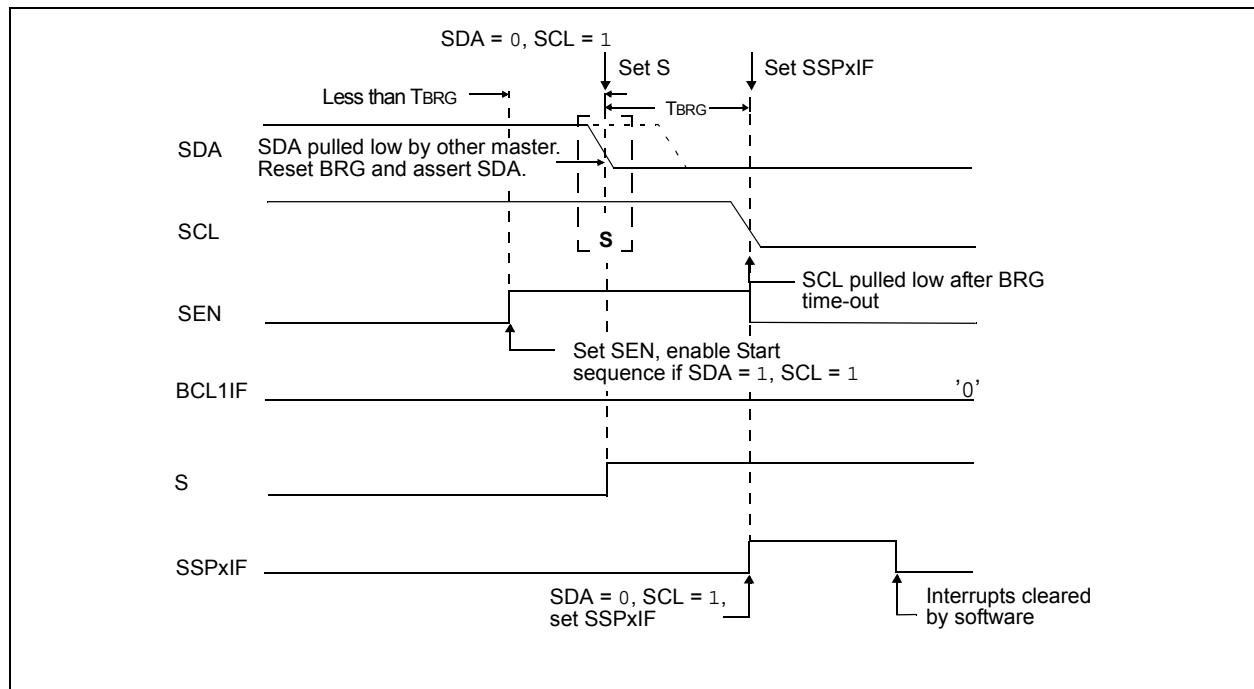 SDA = 0, SCL = 1
Set S
Set SSPxIF
Less than TBRG
TBRG
SDA
SDA pulled low by other master.
Reset BRG and assert SDA.
SCL
S
SCL pulled low after BRG
time-out
SEN
Set SEN, enable Start
sequence if SDA = 1, SCL = 1
BCL1IF
'0'
S
SSPxIF
SDA = 0, SCL = 1,
set SSPxIF
Interrupts cleared
by software